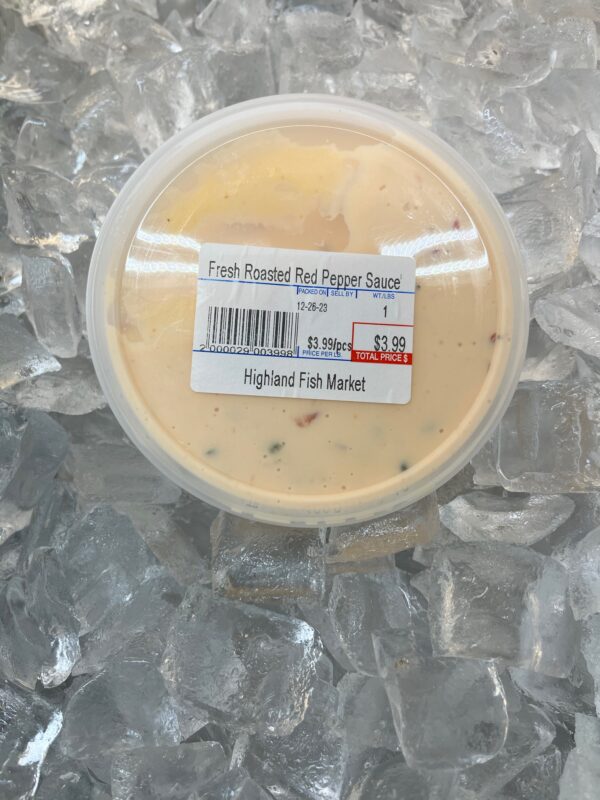 Fresh Roasted Red Pepper Sauce
PACKED ON SELL BY WT./LBS
12-26-23 1
$3.99/pcs $3.99
2 000029 003998 PRICE PER LB. TOTAL PRICE $
Highland Fish Market